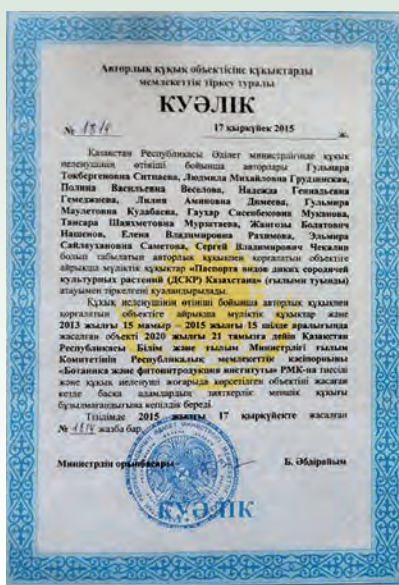 Авторлық құқық объектісіне құқықтарды
мемлекеттік тіркеу туралы
КУӘЛІК
№ 1814 17 қыркүйек 2015 ж.
Қазақстан Республикасы Әділет министрлігінде құқық
иеленушінің өтініші бойынша авторлары Гульнара
Токбергеновна Ситпаева, Людмила Михайловна Грудзинская,
Полина Васильевна Веселова, Надежда Геннадьевна
Гемеджиева, Лилия Аминовна Димеева, Гульмира
Маулетовна Кудабаева, Гаухар Сисенбековна Муканова,
Тансара Шаяхметовна Мурзатаева, Жангозы Болатович
Нашенов, Елена Владимировна Рахимова, Эльмира
Сайлаухановна Саметова, Сергей Владимирович Чекалин
болып табылатын авторлық құқықпен қорғалатын объектіге
айрықша мүліктік құқықтар «Паспорта видов диких сородичей
культурных растений (ДСКР) Казахстана» (ғылыми туынды)
атауымен тіркелгені куәландырылады.
Құқық иеленушінің өтініші бойынша авторлық құқықпен
қорғалатын объектіге айрықша мүліктік құқықтар және
2013 жылғы 15 мамыр – 2015 жылғы 15 шілде аралығында
жасалған объекті 2020 жылғы 21 тамызға дейін Қазақстан
Республикасы Білім және ғылым Министрлігі ғылым
Комитетінің Республикалық мемлекеттік кәсіпорыны
«Ботаника және фитоинтродукция институты» РМК-на тиесілі
және құқық иеленуші жоғарыда көрсетілген объектіні жасаған
кезде басқа адамдардың зияткерлік меншік құқығы
бұзылмағандығына кепілдік береді.
Тізілімде 2015 жылғы 17 қыркүйекте жасалған
№ 1814 жазба бар.
Министрдің орынбасары Б. Әбдірайым
КУӘЛІК